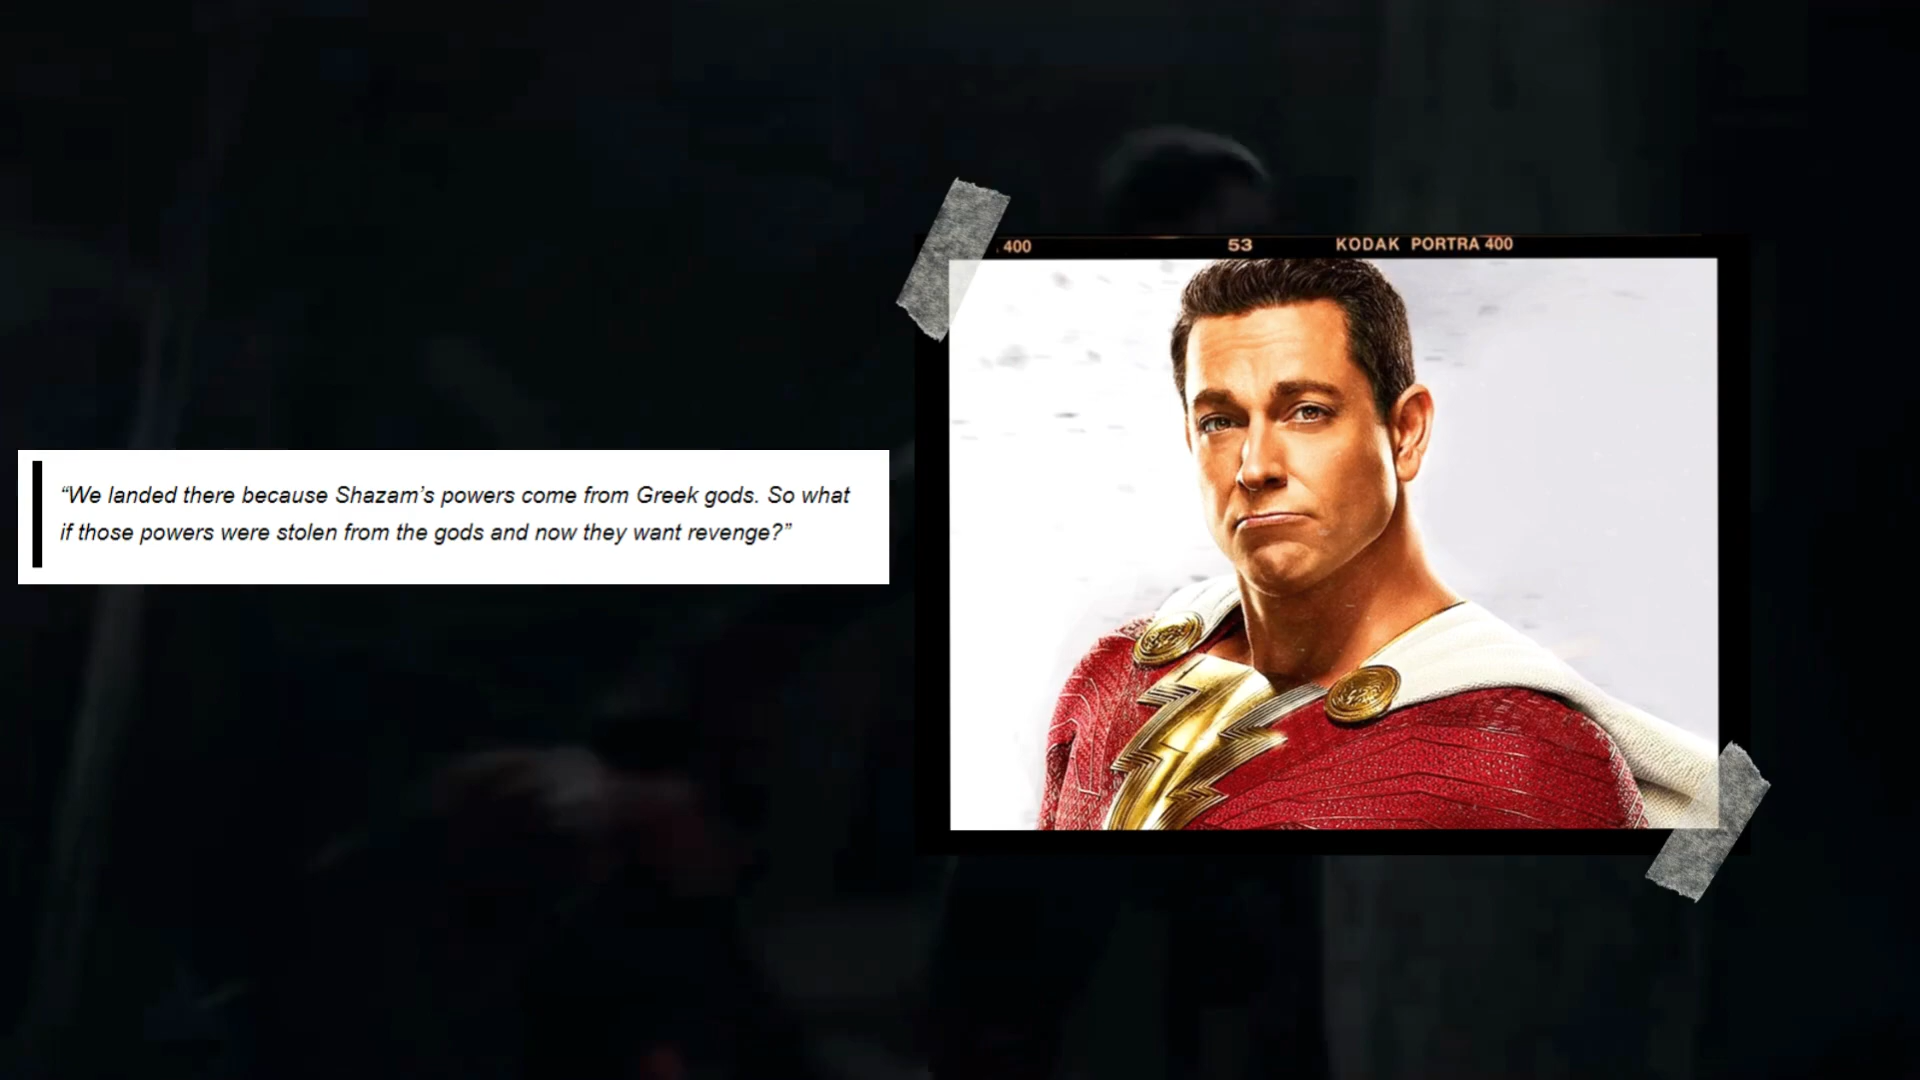 400 53 KODAK PORTRA 400
“We landed there because Shazam’s powers come from Greek gods. So what
if those powers were stolen from the gods and now they want revenge?”